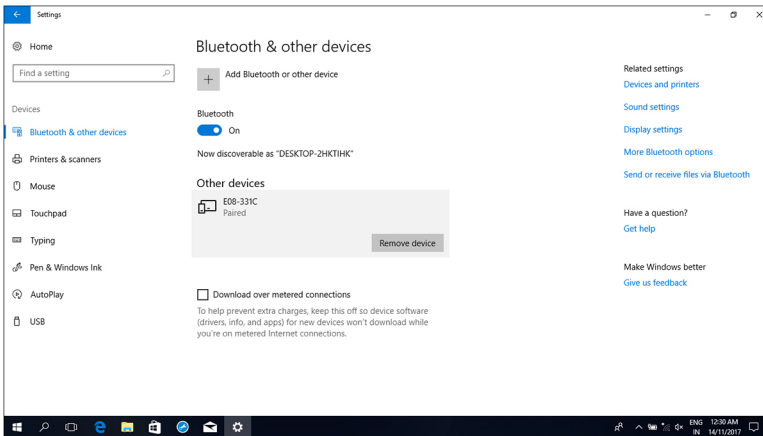 Settings
Home
Find a setting
Devices
Bluetooth & other devices
Printers & scanners
Mouse
Touchpad
Typing
Pen & Windows Ink
AutoPlay
USB
Bluetooth & other devices
Add Bluetooth or other device
Bluetooth
On
Now discoverable as "DESKTOP-2HKTIHK"
Other devices
E08-331C
Paired
Remove device
Download over metered connections
To help prevent extra charges, keep this off so device software
(drivers, info, and apps) for new devices won't download while
you're on metered Internet connections.
Related settings
Devices and printers
Sound settings
Display settings
More Bluetooth options
Send or receive files via Bluetooth
Have a question?
Get help
Make Windows better
Give us feedback
ENG 12:30 AM
IN 14/11/2017